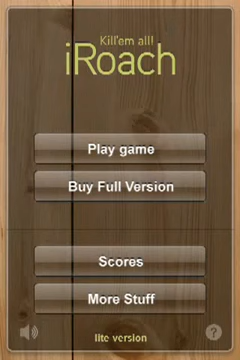 Kill'em all!
iRoach
Play game
Buy Full Version
Scores
More Stuff
?
lite version